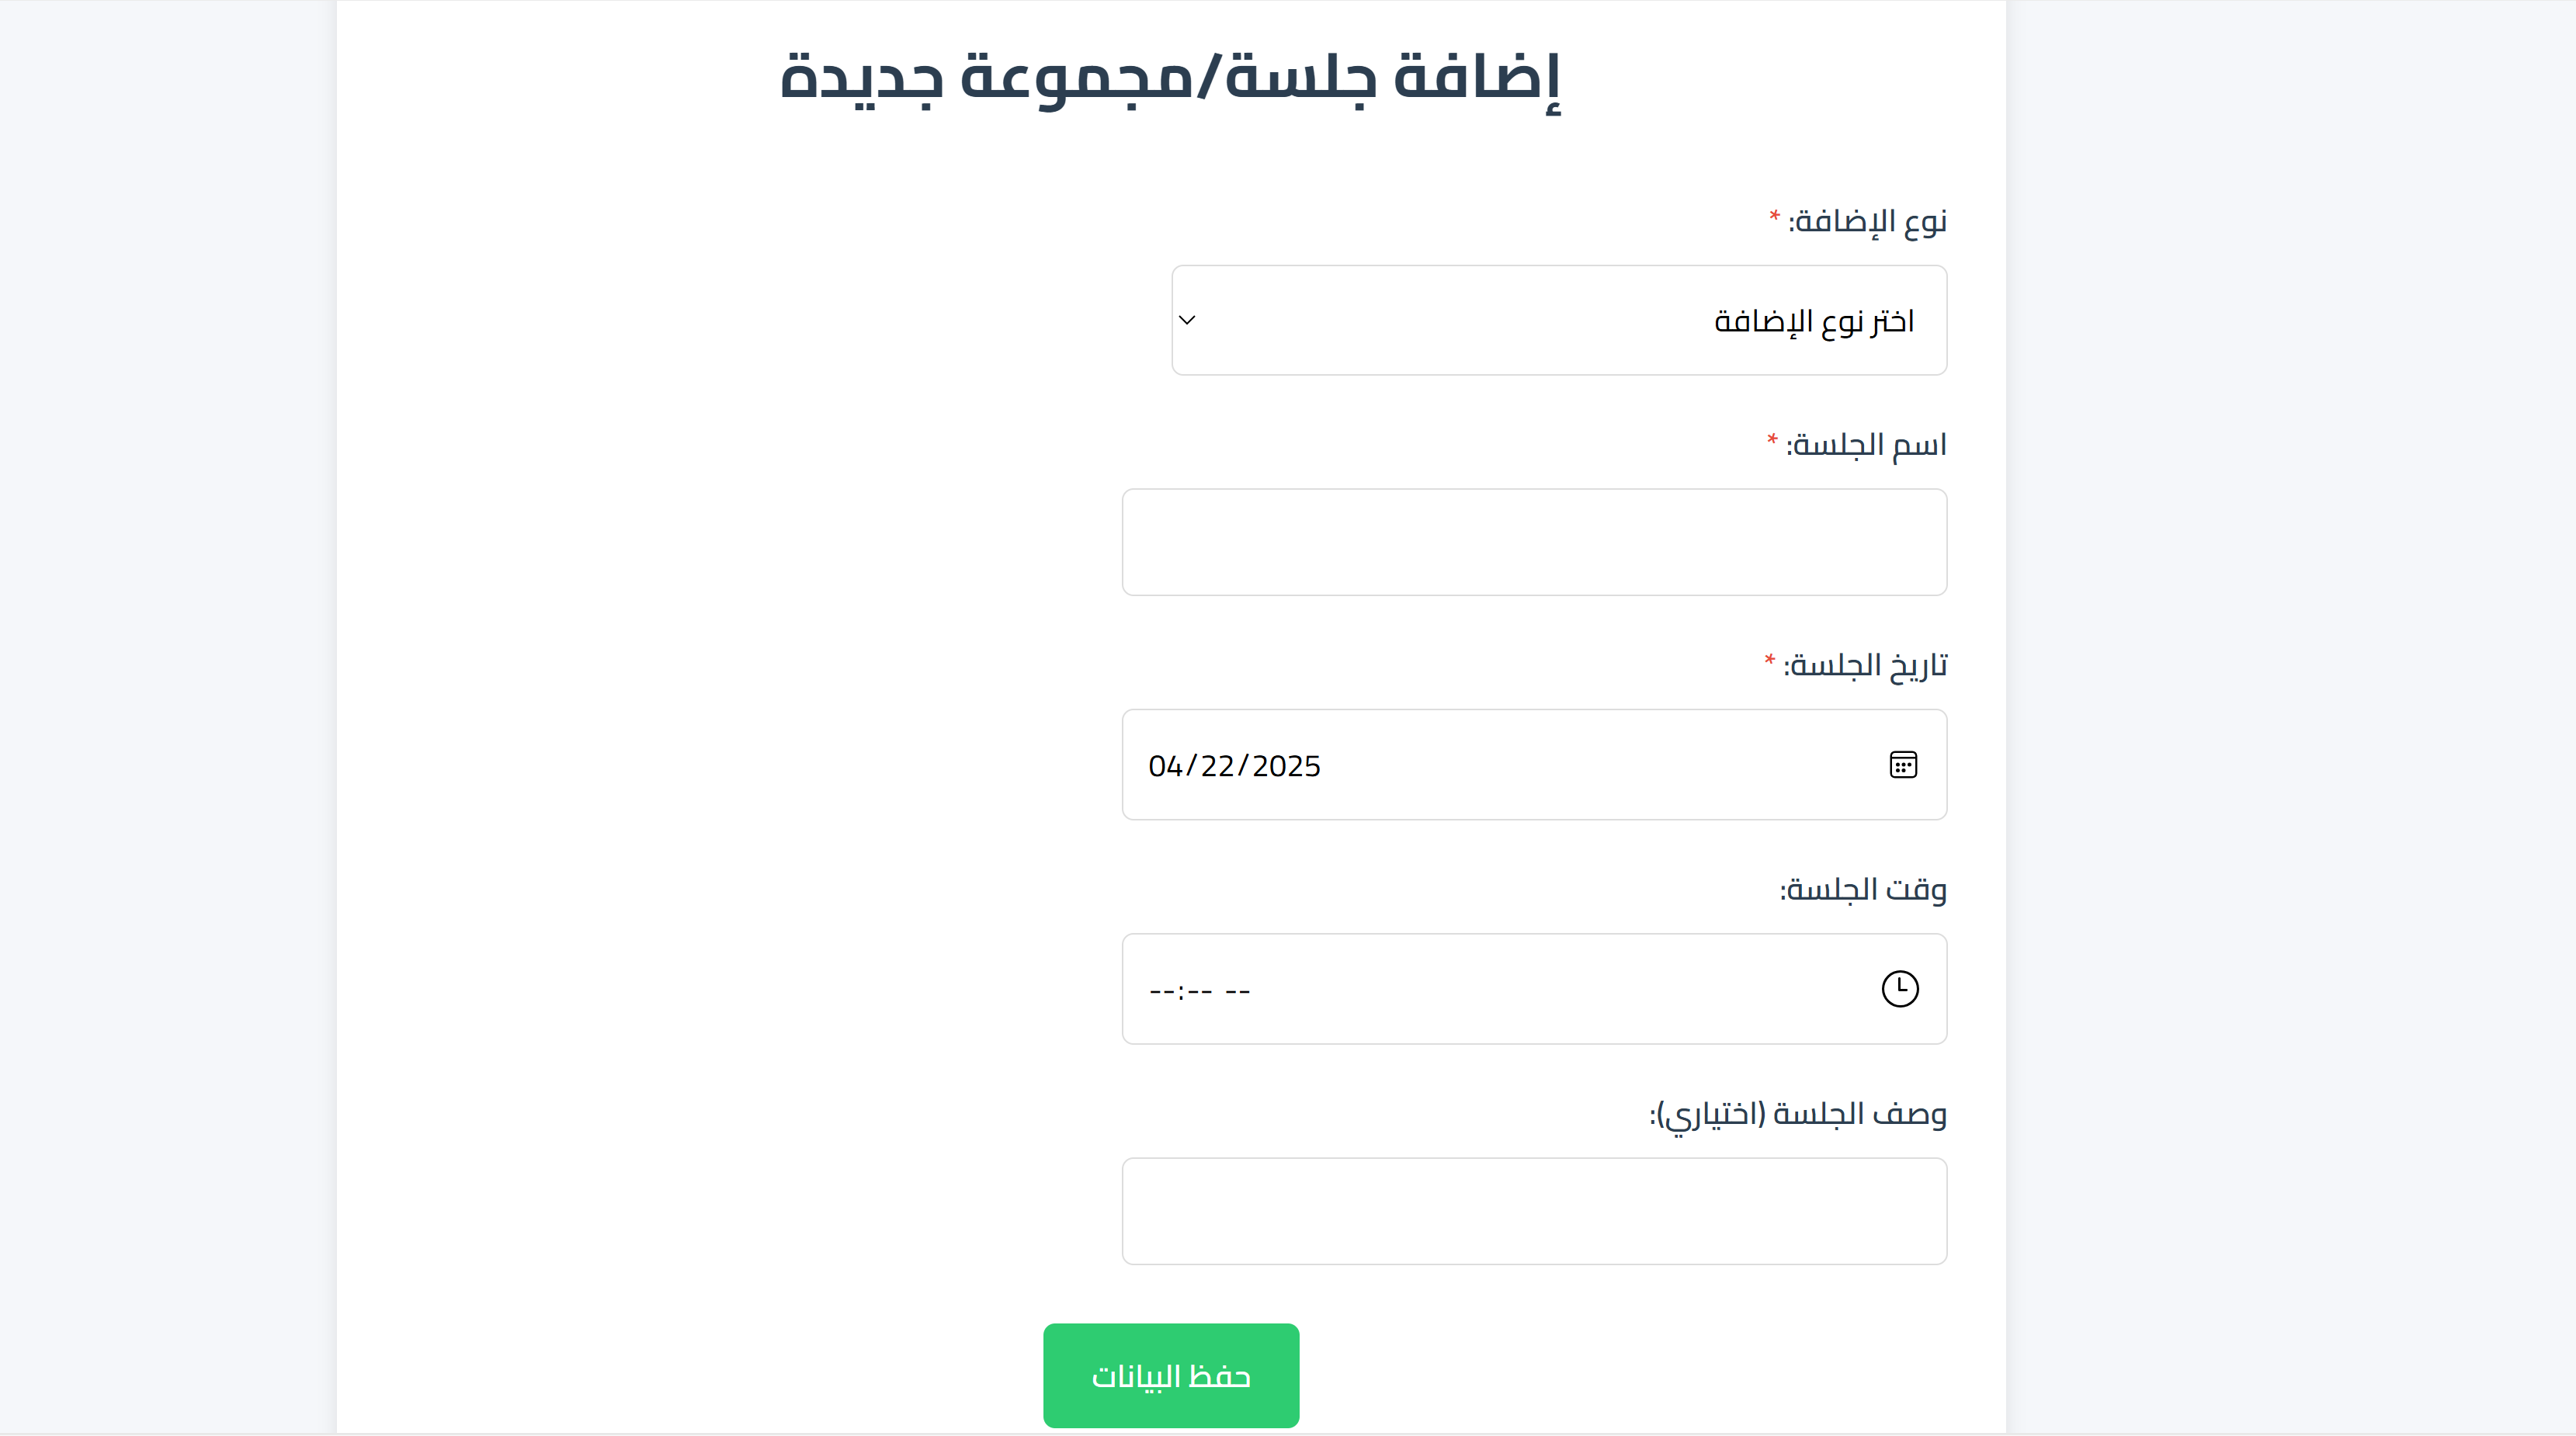 إضافة جلسة/مجموعة جديدة
نوع الإضافة: *
اختر نوع الإضافة
اسم الجلسة: *
تاريخ الجلسة: *
04/22/2025
وقت الجلسة:
--:-- --
وصف الجلسة (اختياري):
حفظ البيانات